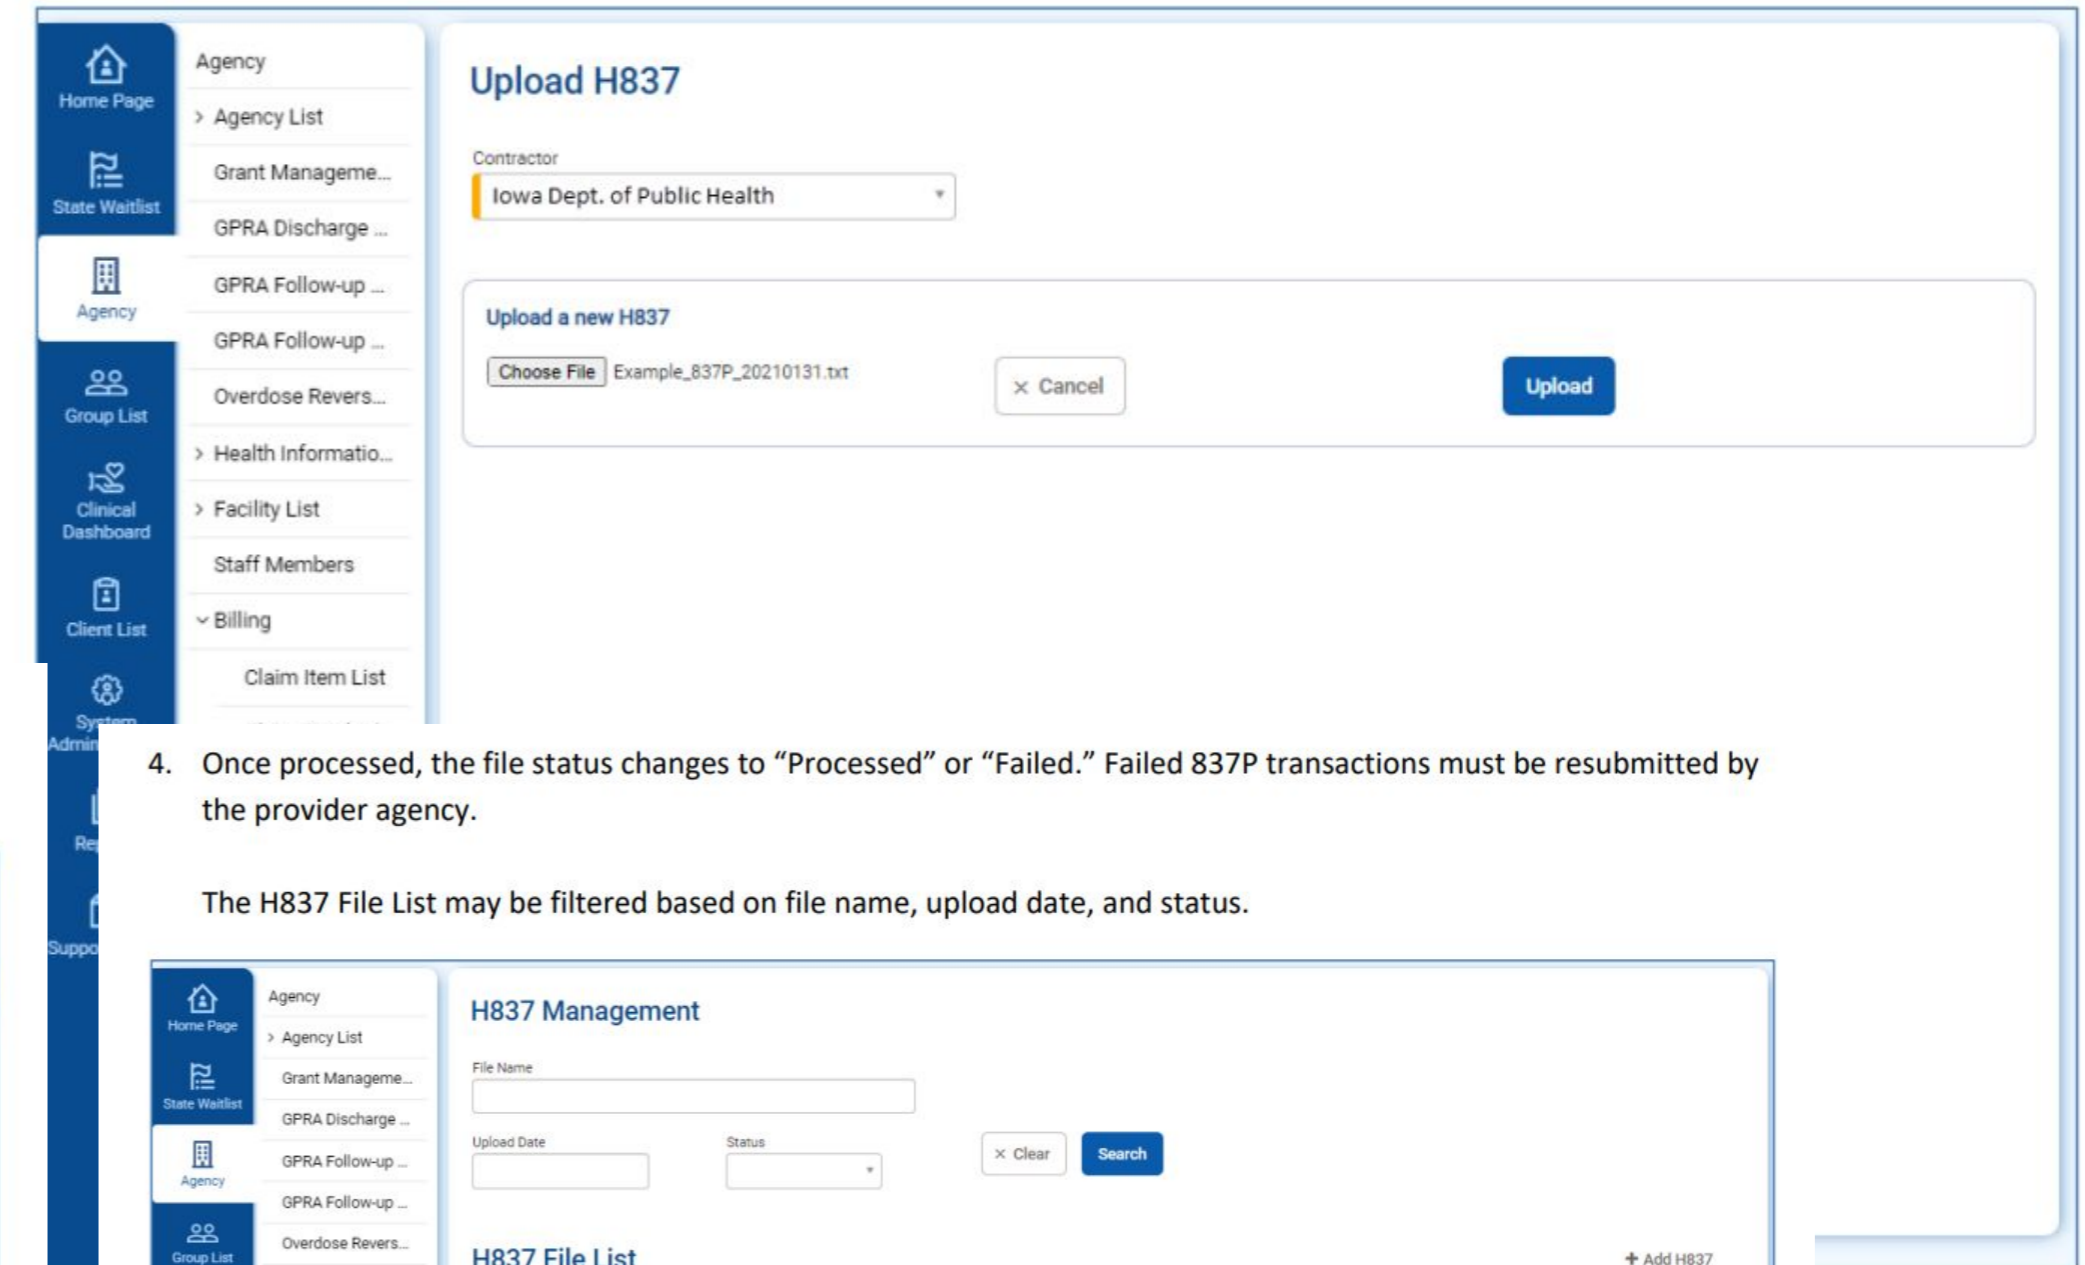 Home Page
State Waitlist
Agency
Group List
Clinical
Dashboard
Client List
System
Admin
Suppo
Agency
> Agency List
Grant Manageme...
GPRA Discharge ...
GPRA Follow-up ...
GPRA Follow-up ...
Overdose Revers...
> Health Informatio...
> Facility List
Staff Members
Billing
Claim Item List
Upload H837
Contractor
Iowa Dept. of Public Health
Upload a new H837
Choose File Example_837P_20210131.txt
× Cancel
Upload
4. Once processed, the file status changes to “Processed” or “Failed.” Failed 837P transactions must be resubmitted by
the provider agency.
The H837 File List may be filtered based on file name, upload date, and status.
Home Page
State Waitlist
Agency
Group List
Agency
> Agency List
Grant Manageme...
GPRA Discharge ...
GPRA Follow-up ...
GPRA Follow-up ...
Overdose Revers...
H837 Management
File Name
Upload Date
Status
× Clear
Search
H837 File List
+ Add H837